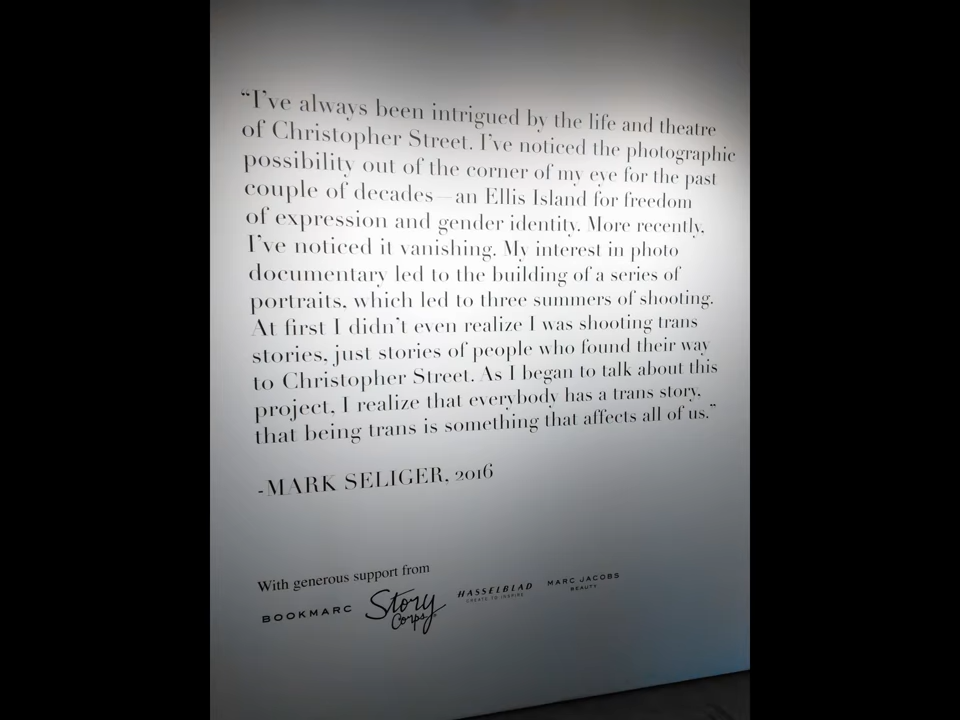 “I’ve always been intrigued by the life and theatre
of Christopher Street. I’ve noticed the photographic
possibility out of the corner of my eye for the past
couple of decades—an Ellis Island for freedom
of expression and gender identity. More recently,
I’ve noticed it vanishing. My interest in photo
documentary led to the building of a series of
portraits, which led to three summers of shooting.
At first I didn’t even realize I was shooting trans
stories, just stories of people who found their way
to Christopher Street. As I began to talk about this
project, I realize that everybody has a trans story,
that being trans is something that affects all of us.”
-MARK SELIGER, 2016
With generous support from
BOOKMARC
Story
Corps
HASSELBLAD
CREATE TO INSPIRE
MARC JACOBS
BEAUTY